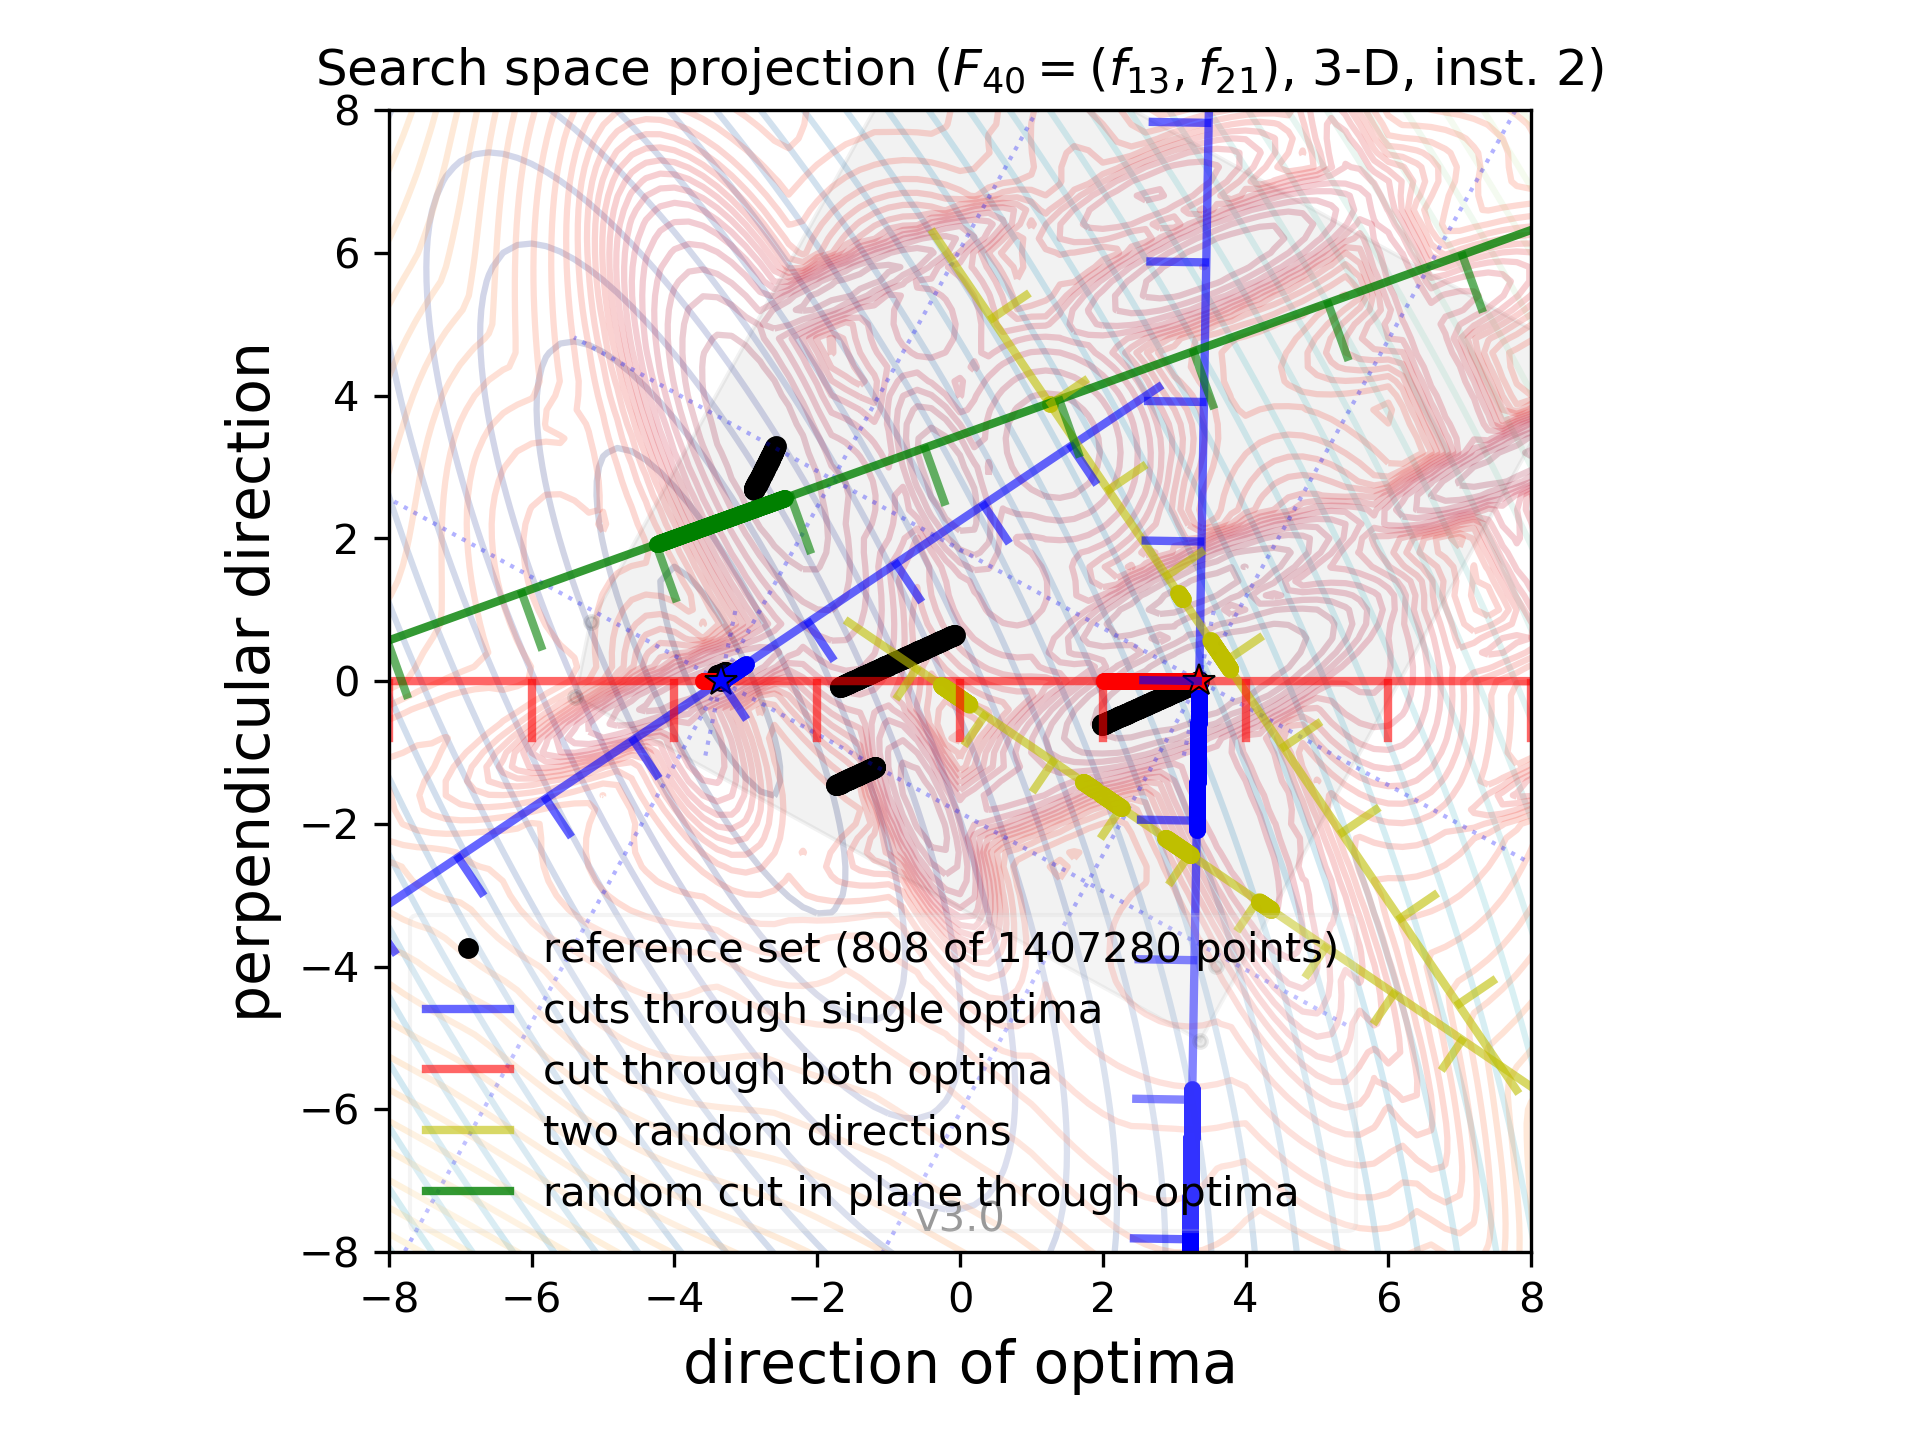 Search space projection (F40 = (f13, f21), 3-D, inst. 2)
8
6
4
2
0
−2
−4
−6
−8
perpendicular direction
reference set (808 of 1407280 points)
cuts through single optima
cut through both optima
two random directions
random cut in plane through optima
v3.0
−8 −6 −4 −2 0 2 4 6 8
direction of optima